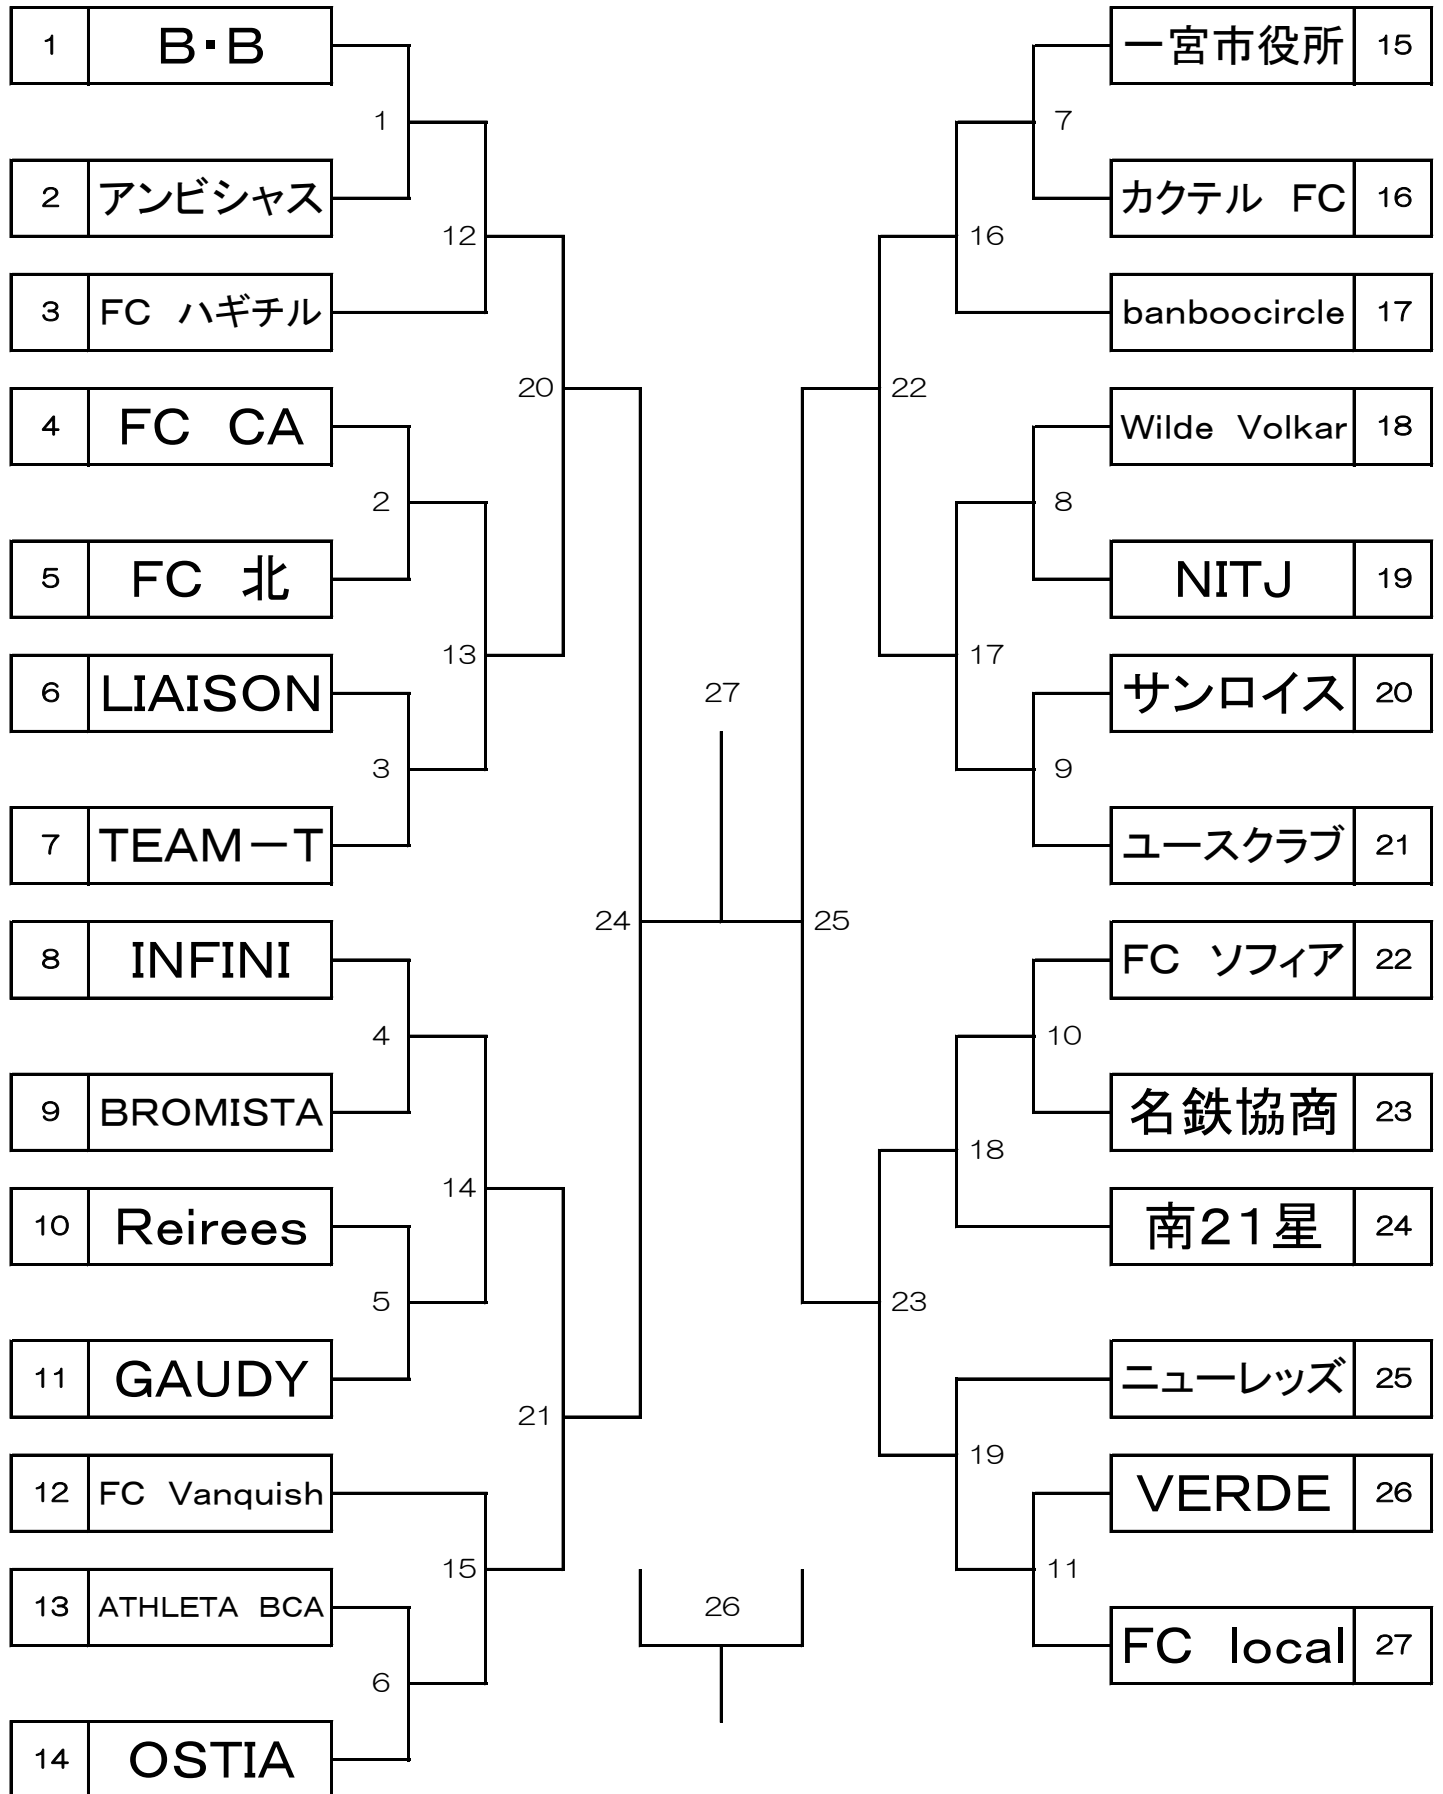 1 B・B
1
2 アンビシャス
12
3 FC ハギチル
20
4 FC CA
2
5 FC 北
13
6 LIAISON
3
7 TEAM－T
24
8 INFINI
4
9 BROMISTA
14
10 Reirees
5
11 GAUDY
21
12 FC Vanquish
15
13 ATHLETA BCA
6
14 OSTIA
27
26
一宮市役所 15
7
カクテル FC 16
16
banboocircle 17
22
Wilde Volkar 18
8
NITJ 19
17
サンロイス 20
9
ユースクラブ 21
25
FC ソフィア 22
10
名鉄協商 23
18
南21星 24
23
ニューレッズ 25
19
VERDE 26
11
FC local 27